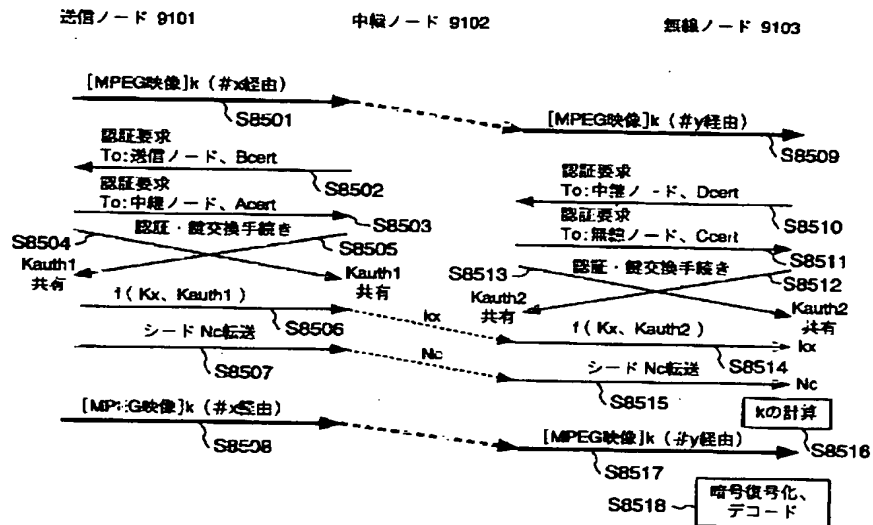 送信ノード 9101
中継ノード 9102
無線ノード 9103
[MPEG映像]k(#x経由)
S8501
[MPEG映像]k(#y経由)
S8509
認証要求
To:送信ノード、Bcert
S8502
認証要求
To:中継ノード、Acert
S8503
認証・鍵交換手続き
S8504
S8505
Kauth1
共有
Kauth1
共有
認証要求
To:中継ノード、Dcert
S8510
認証要求
To:無線ノード、Ccert
S8511
認証・鍵交換手続き
S8513
S8512
Kauth2
共有
Kauth2
共有
f(Kx、Kauth1)
S8506
kx
f(Kx、Kauth2)
kx
S8514
シード Nc転送
S8507
Nc
シード Nc転送
Nc
S8515
kの計算
S8516
[MPEG映像]k(#x経由)
S8508
[MPEG映像]k(#y経由)
S8517
S8518
暗号復号化、
デコード